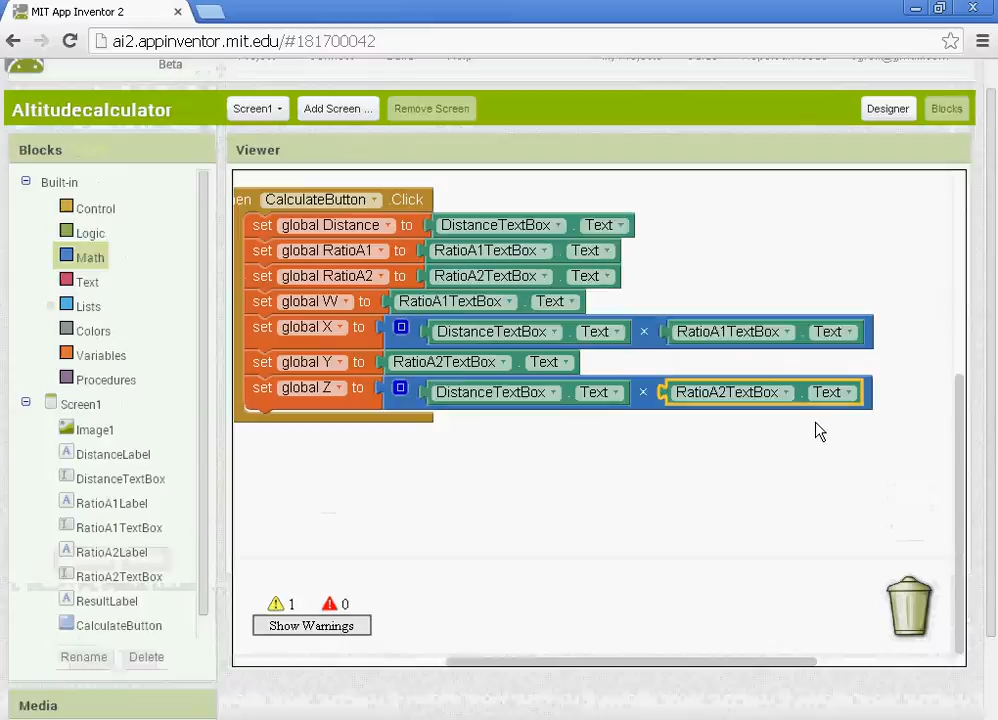 MIT App Inventor 2
ai2.appinventor.mit.edu/#181700042
Beta
Altitudecalculator
Screen1
Add Screen ...
Remove Screen
Designer
Blocks
Blocks
Viewer
Built-in
Control
Logic
Math
Text
Lists
Colors
Variables
Procedures
Screen1
Image1
DistanceLabel
DistanceTextBox
RatioA1Label
RatioA1TextBox
RatioA2Label
RatioA2TextBox
ResultLabel
CalculateButton
Rename
Delete
Media
CalculateButton .Click
set global Distance to DistanceTextBox . Text
set global RatioA1 to RatioA1TextBox . Text
set global RatioA2 to RatioA2TextBox . Text
set global W to RatioA1TextBox . Text
set global X to DistanceTextBox . Text × RatioA1TextBox . Text
set global Y to RatioA2TextBox . Text
set global Z to DistanceTextBox . Text × RatioA2TextBox . Text
1
0
Show Warnings